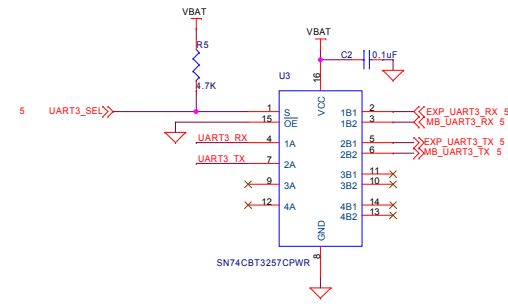 VBAT
VBAT
R5
C2 0.1uF
4.7K
U3
16
VCC
5 UART3_SEL 1 S 1B1 2 EXP_UART3_RX 5
15 OE 1B2 3 MB_UART3_RX 5
UART3_RX 4 1A 2B1 5 EXP_UART3_TX 5
UART3_TX 7 2A 2B2 6 MB_UART3_TX 5
9 3A 3B1 11
3B2 10
12 4A 4B1 14
4B2 13
GND
8
SN74CBT3257CPWR